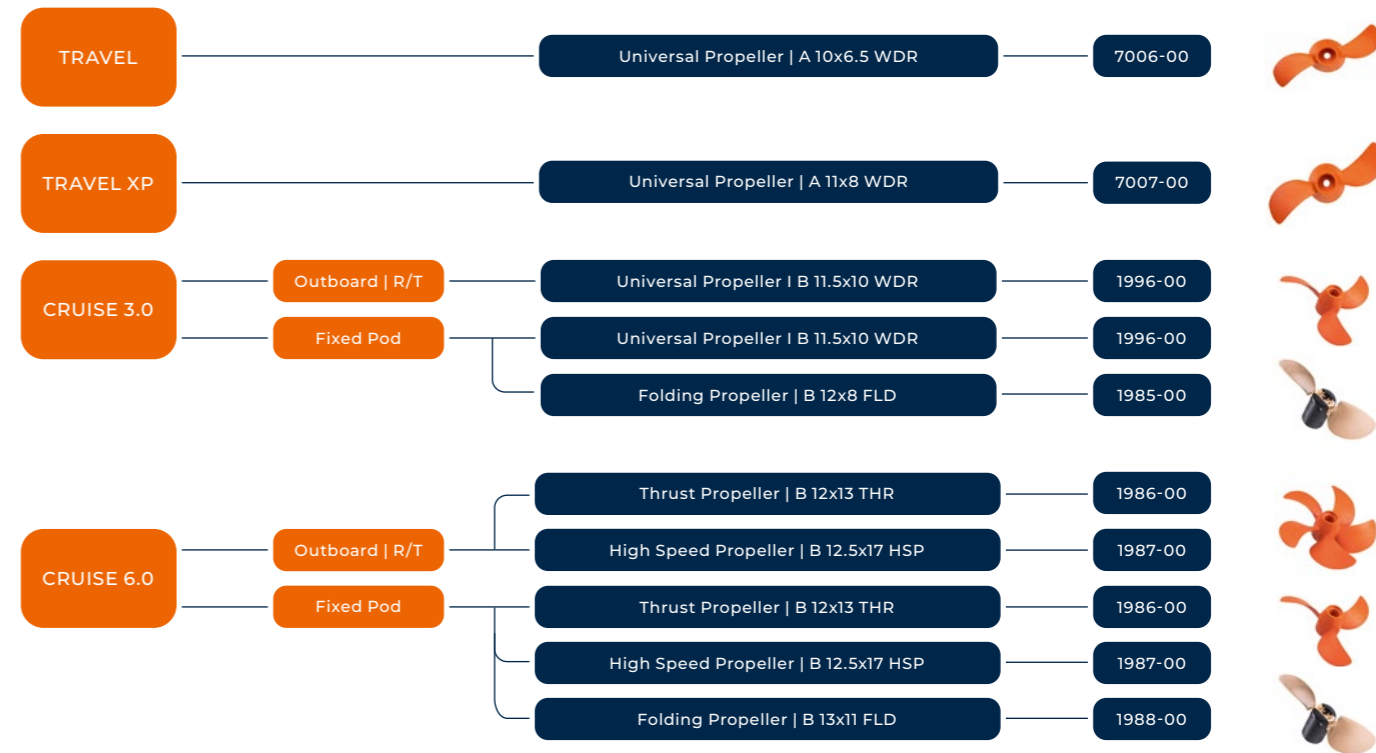 TRAVEL
Universal Propeller | A 10x6.5 WDR
7006-00
TRAVEL XP
Universal Propeller | A 11x8 WDR
7007-00
CRUISE 3.0
Outboard | R/T
Universal Propeller I B 11.5x10 WDR
1996-00
Fixed Pod
Universal Propeller I B 11.5x10 WDR
1996-00
Folding Propeller | B 12x8 FLD
1985-00
CRUISE 6.0
Outboard | R/T
Thrust Propeller | B 12x13 THR
1986-00
High Speed Propeller | B 12.5x17 HSP
1987-00
Fixed Pod
Thrust Propeller | B 12x13 THR
1986-00
High Speed Propeller | B 12.5x17 HSP
1987-00
Folding Propeller | B 13x11 FLD
1988-00